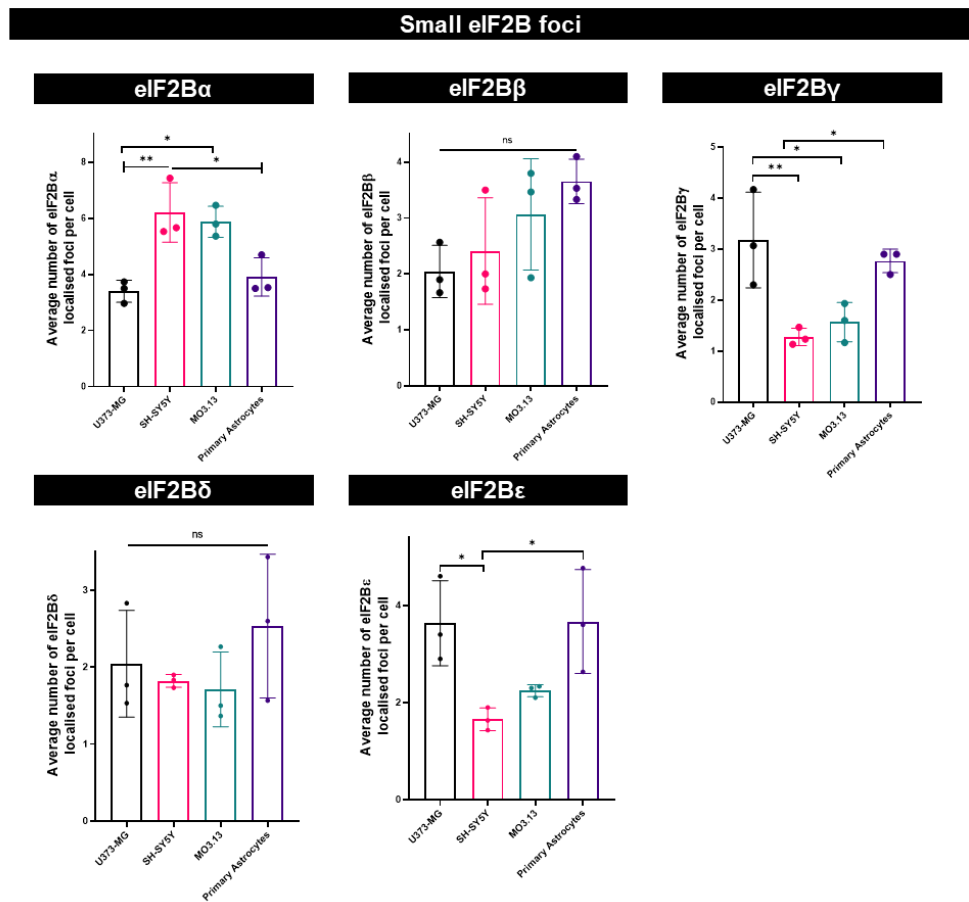 Small eIF2B foci
eIF2Bα
eIF2Bβ
eIF2Bγ
Average number of eIF2Bα
localised foci per cell
8
6
4
2
0
*
**
*
U373-MG
SH-SY5Y
MO3.13
Primary Astrocytes
Average number of eIF2Bβ
localised foci per cell
4
3
2
1
0
ns
U373-MG
SH-SY5Y
MO3.13
Primary Astrocytes
Average number of eIF2Bγ
localised foci per cell
5
4
3
2
1
0
*
*
**
U373-MG
SH-SY5Y
MO3.13
Primary Astrocytes
eIF2Bδ
eIF2Bε
Average number of eIF2Bδ
localised foci per cell
3
2
1
0
ns
U373-MG
SH-SY5Y
MO3.13
Primary Astrocytes
Average number of eIF2Bε
localised foci per cell
4
2
0
*
*
U373-MG
SH-SY5Y
MO3.13
Primary Astrocytes